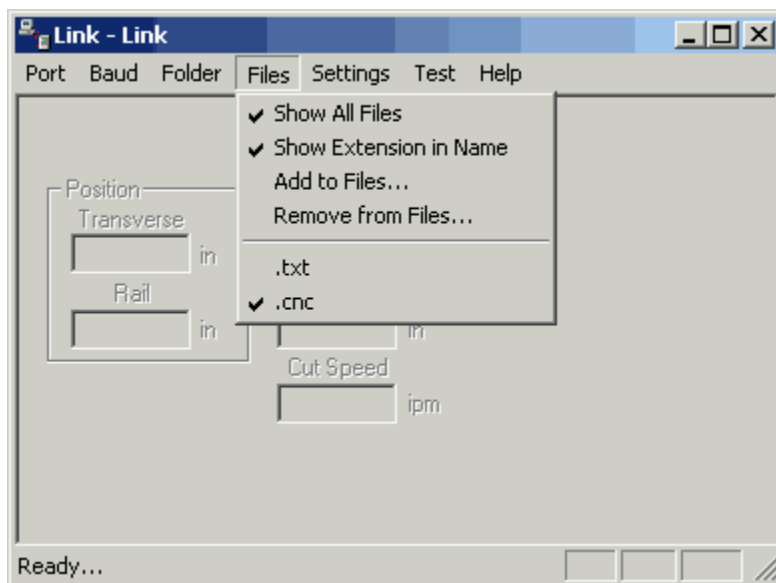 Link - Link
Port Baud Folder Files Settings Test Help
Show All Files
Show Extension in Name
Add to Files...
Remove from Files...
.txt
.cnc
Position
Transverse
in
Rail
in
in
Cut Speed
ipm
Ready...